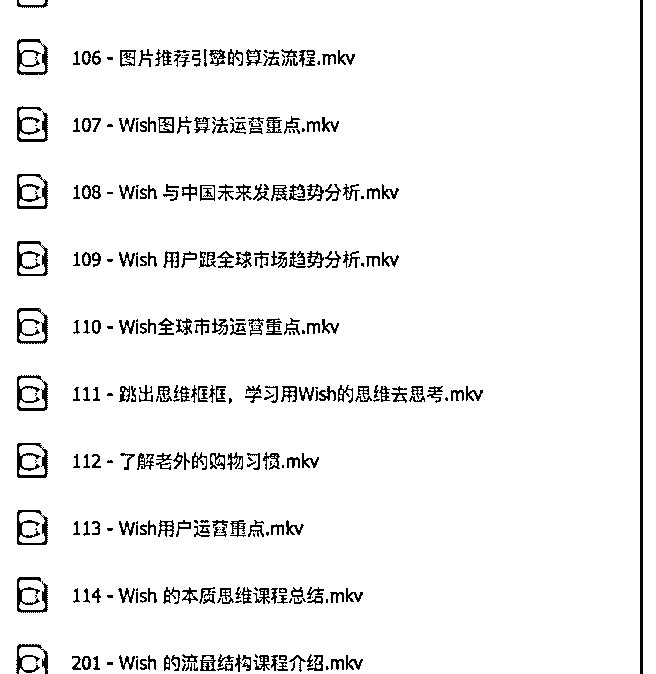 106 - 图片推荐引擎的算法流程.mkv
107 - Wish图片算法运营重点.mkv
108 - Wish 与中国未来发展趋势分析.mkv
109 - Wish 用户跟全球市场趋势分析.mkv
110 - Wish全球市场运营重点.mkv
111 - 跳出思维框框，学习用Wish的思维去思考.mkv
112 - 了解老外的购物习惯.mkv
113 - Wish用户运营重点.mkv
114 - Wish 的本质思维课程总结.mkv
201 - Wish 的流量结构课程介绍.mkv